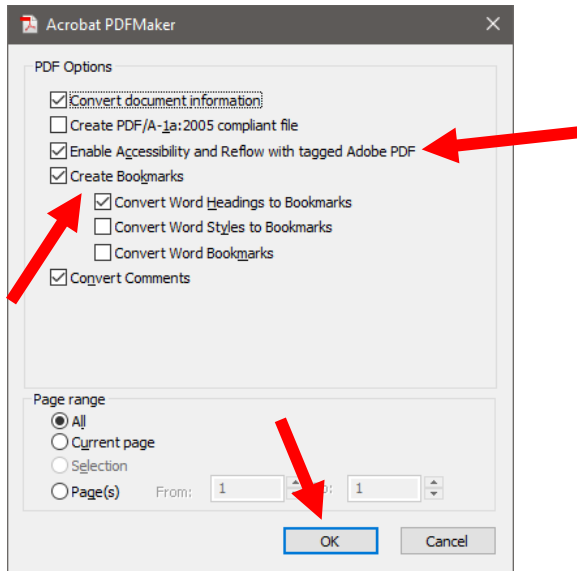 Acrobat PDFMaker
PDF Options
Convert document information
Create PDF/A-1a:2005 compliant file
Enable Accessibility and Reflow with tagged Adobe PDF
Create Bookmarks
Convert Word Headings to Bookmarks
Convert Word Styles to Bookmarks
Convert Word Bookmarks
Convert Comments
Page range
All
Current page
Selection
Page(s) From: 1 1
OK Cancel